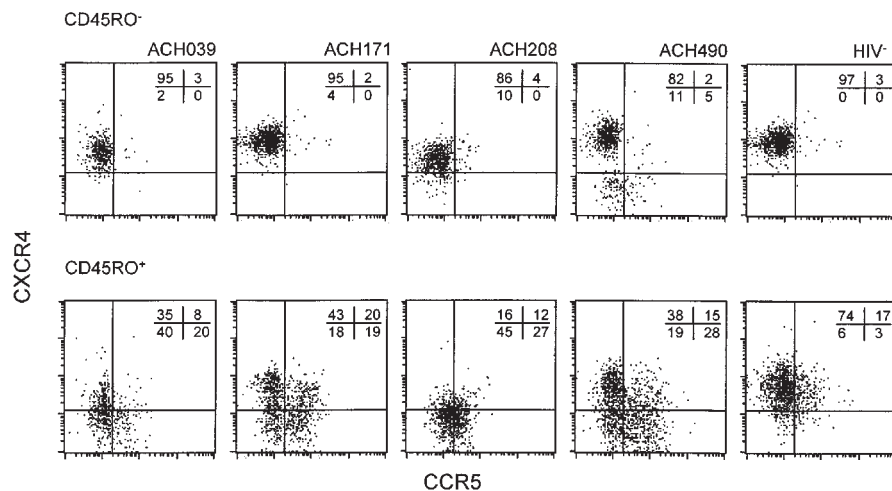 CD45RO⁻
ACH039 ACH171 ACH208 ACH490 HIV⁻
95 3 95 2 86 4 82 2 97 3
2 0 4 0 10 0 11 5 0 0
CXCR4
CD45RO⁺
35 8 43 20 16 12 38 15 74 17
40 20 18 19 45 27 19 28 6 3
CCR5